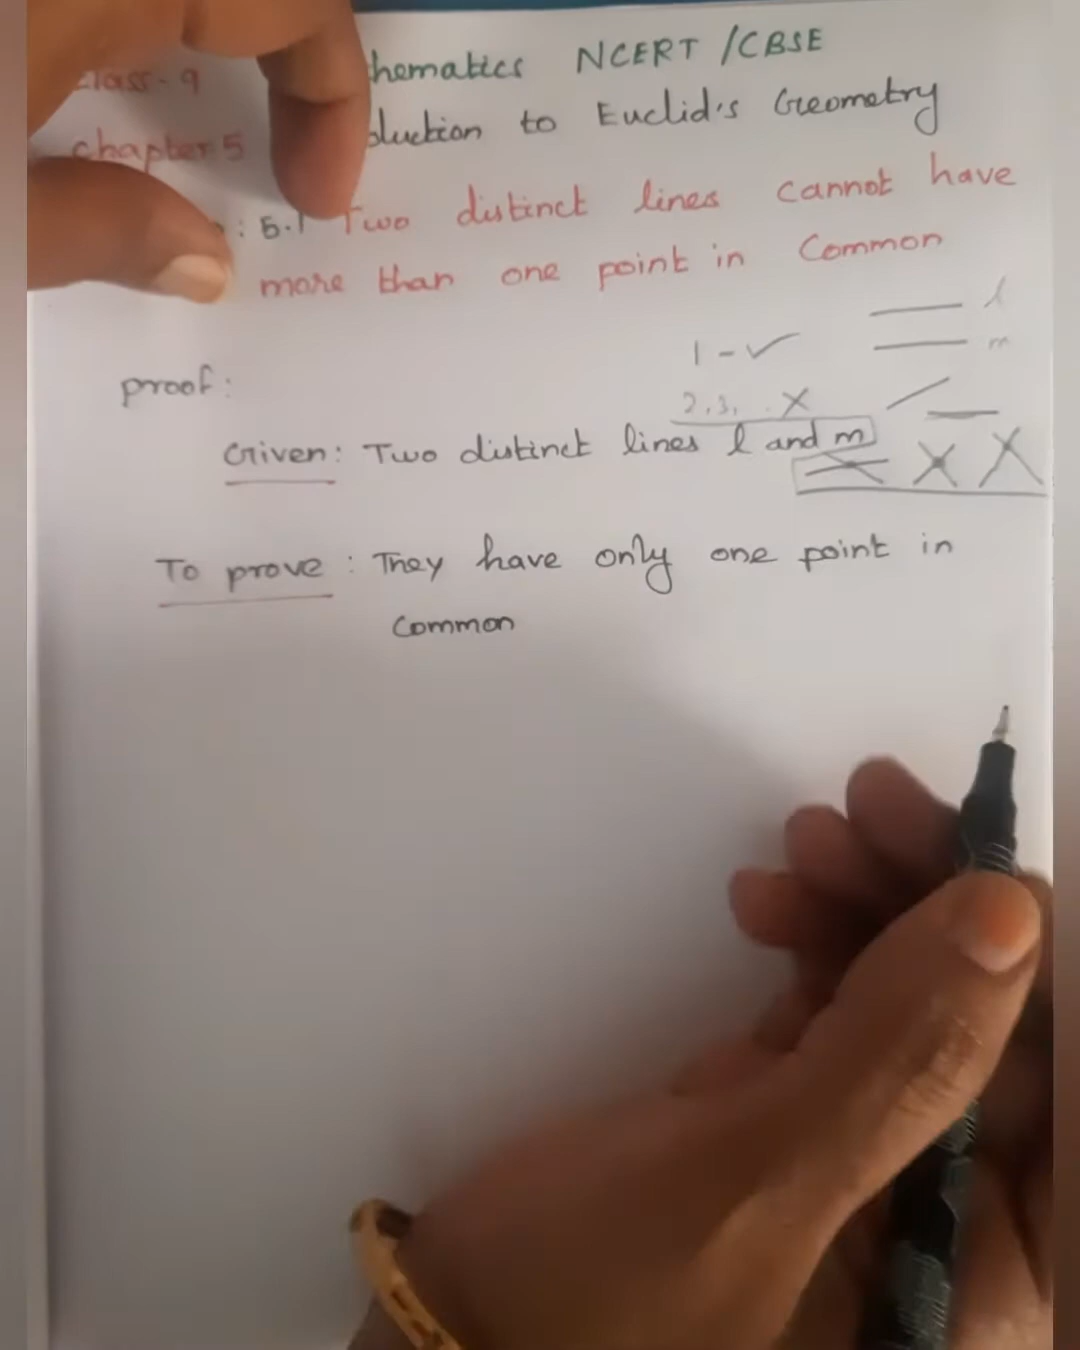 Class - 9 hematics NCERT / CBSE
chapter 5 duction to Euclid's Geometry
: 5.1 Two distinct lines cannot have
more than one point in Common
l
1 - ✓
m
proof:
2,3, . X
Given: Two distinct lines l and m
To prove : They have only one point in
Common